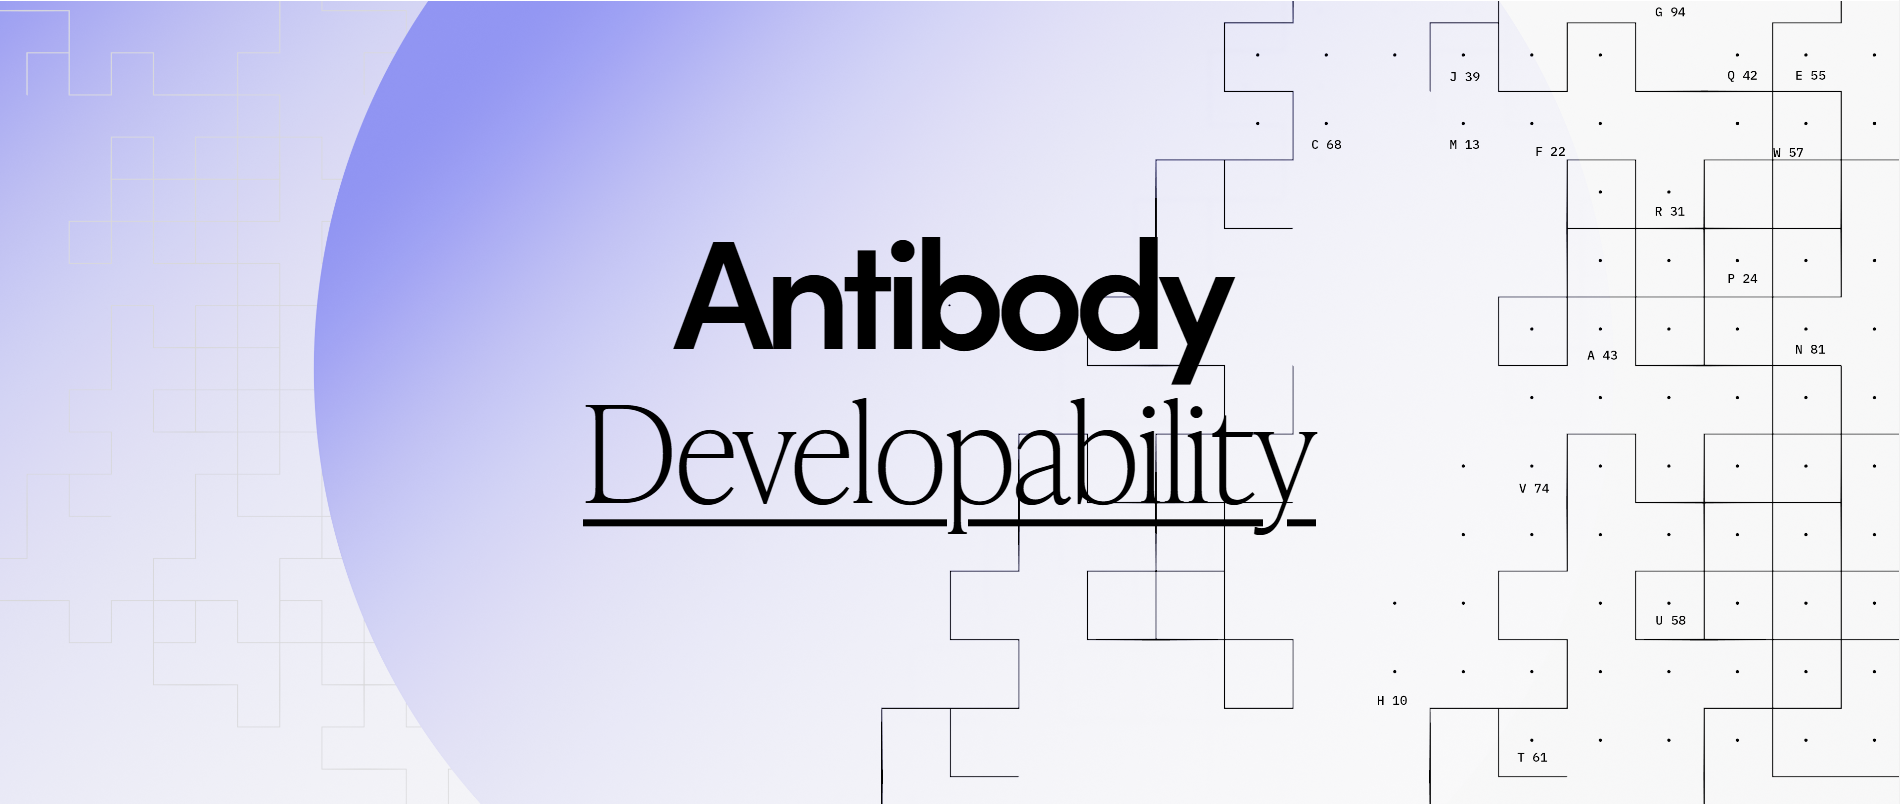 G 94
J 39
Q 42
E 55
C 68
M 13
F 22
W 57
R 31
P 24
Antibody
A 43
N 81
Developability
V 74
U 58
H 10
T 61